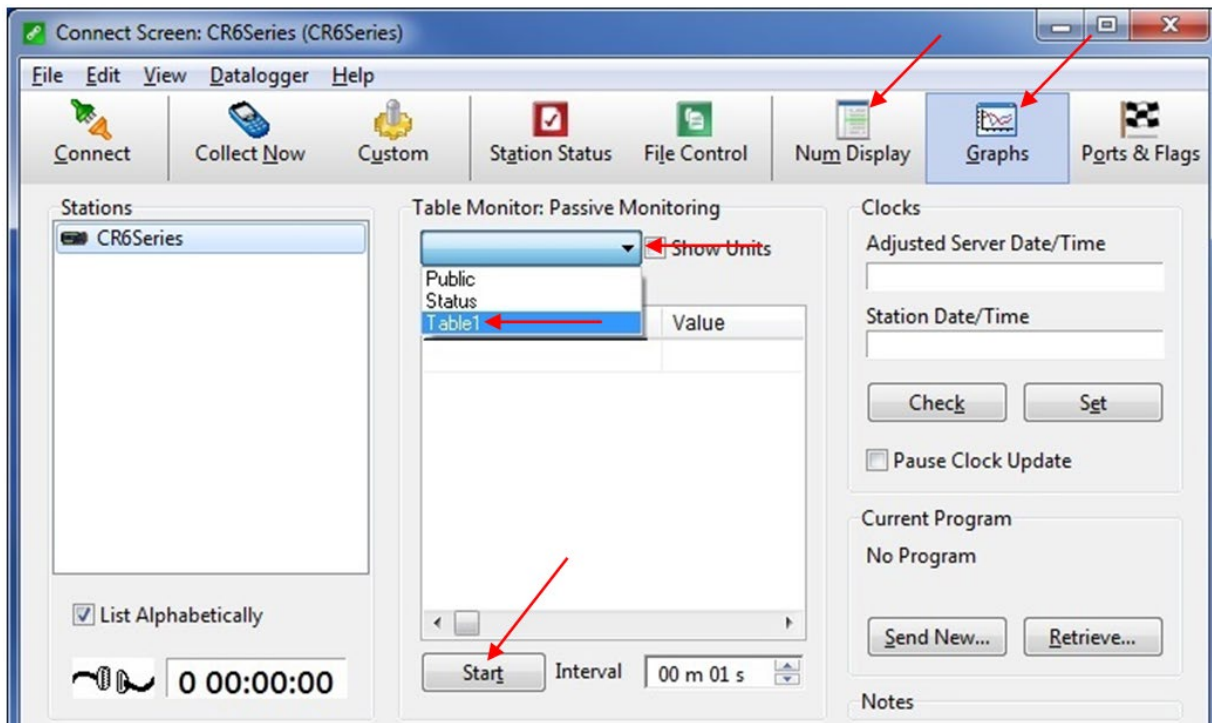 Connect Screen: CR6Series (CR6Series)
File Edit View Datalogger Help
Connect Collect Now Custom Station Status File Control Num Display Graphs Ports & Flags
Stations
CR6Series
List Alphabetically
0 00:00:00
Table Monitor: Passive Monitoring
Show Units
Public
Status
Table1
Value
Start Interval 00 m 01 s
Clocks
Adjusted Server Date/Time
Station Date/Time
Check Set
Pause Clock Update
Current Program
No Program
Send New... Retrieve...
Notes